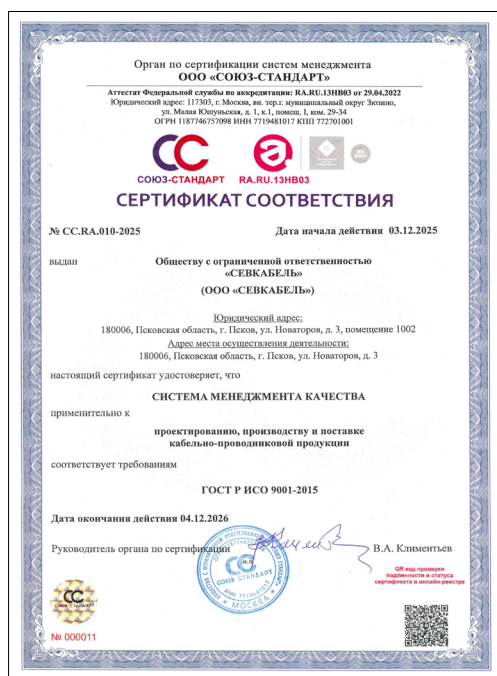 Орган по сертификации систем менеджмента
ООО «СОЮЗ-СТАНДАРТ»
Аттестат Федеральной службы по аккредитации: RA.RU.13НВ03 от 29.04.2022
Юридический адрес: 117303, г. Москва, вн. тер.г. муниципальный округ Зюзино,
ул. Малая Юшуньская, д. 1, к.1, помещ. I, ком. 29-34
ОГРН 1187746757098 ИНН 7719481017 КПП 772701001
СОЮЗ-СТАНДАРТ RA.RU.13НВ03
СЕРТИФИКАТ СООТВЕТСТВИЯ
№ CC.RA.010-2025 Дата начала действия 03.12.2025
выдан Обществу с ограниченной ответственностью
«СЕВКАБЕЛЬ»
(ООО «СЕВКАБЕЛЬ»)
Юридический адрес:
180006, Псковская область, г. Псков, ул. Новаторов, д. 3, помещение 1002
Адрес места осуществления деятельности:
180006, Псковская область, г. Псков, ул. Новаторов, д. 3
настоящий сертификат удостоверяет, что
СИСТЕМА МЕНЕДЖМЕНТА КАЧЕСТВА
применительно к
проектированию, производству и поставке
кабельно-проводниковой продукции
соответствует требованиям
ГОСТ Р ИСО 9001-2015
Дата окончания действия 04.12.2026
Руководитель органа по сертификации В.А. Климентьев
М.П.
СОЮЗ СТАНДАРТ
МОСКВА
QR код проверки
подлинности и статуса
сертификата в онлайн-реестре
СОЮЗ-СТАНДАРТ
№ 000011